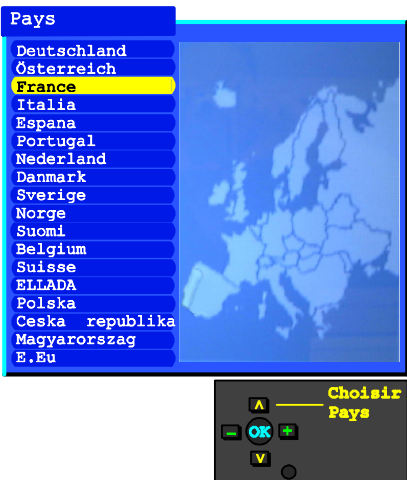 Pays
Deutschland
Österreich
France
Italia
Espana
Portugal
Nederland
Danmark
Sverige
Norge
Suomi
Belgium
Suisse
ELLADA
Polska
Ceska republika
Magyarorszag
E.Eu
Choisir
Pays
∧
- OK +
∨